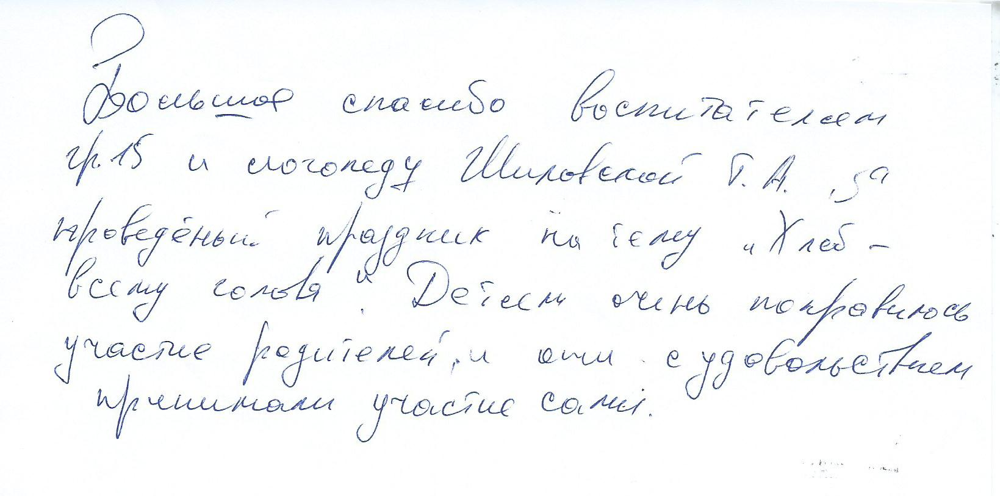 Большое спасибо воспитателям
гр. 15 и логопеду Шиловской Т. А. за
проведёный праздник на тему "Хлеб -
всему голова". Детям очень понравилось
участие родителей, и они с удовольствием
принимали участие сами.